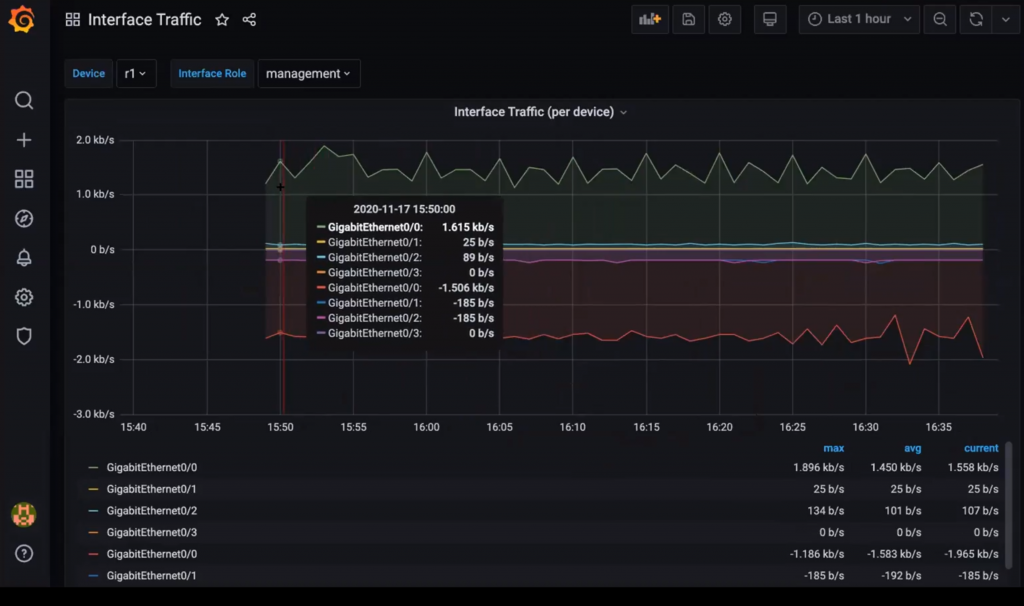 Interface Traffic
Last 1 hour
Device r1 Interface Role management
Interface Traffic (per device)
2.0 kb/s
1.0 kb/s
0 b/s
-1.0 kb/s
-2.0 kb/s
-3.0 kb/s
2020-11-17 15:50:00
GigabitEthernet0/0: 1.615 kb/s
GigabitEthernet0/1: 25 b/s
GigabitEthernet0/2: 89 b/s
GigabitEthernet0/3: 0 b/s
GigabitEthernet0/0: -1.506 kb/s
GigabitEthernet0/1: -185 b/s
GigabitEthernet0/2: -185 b/s
GigabitEthernet0/3: 0 b/s
15:40 15:45 15:50 15:55 16:00 16:05 16:10 16:15 16:20 16:25 16:30 16:35
max avg current
GigabitEthernet0/0 1.896 kb/s 1.450 kb/s 1.558 kb/s
GigabitEthernet0/1 25 b/s 25 b/s 25 b/s
GigabitEthernet0/2 134 b/s 101 b/s 107 b/s
GigabitEthernet0/3 0 b/s 0 b/s 0 b/s
GigabitEthernet0/0 -1.186 kb/s -1.583 kb/s -1.965 kb/s
GigabitEthernet0/1 -185 b/s -192 b/s -185 b/s